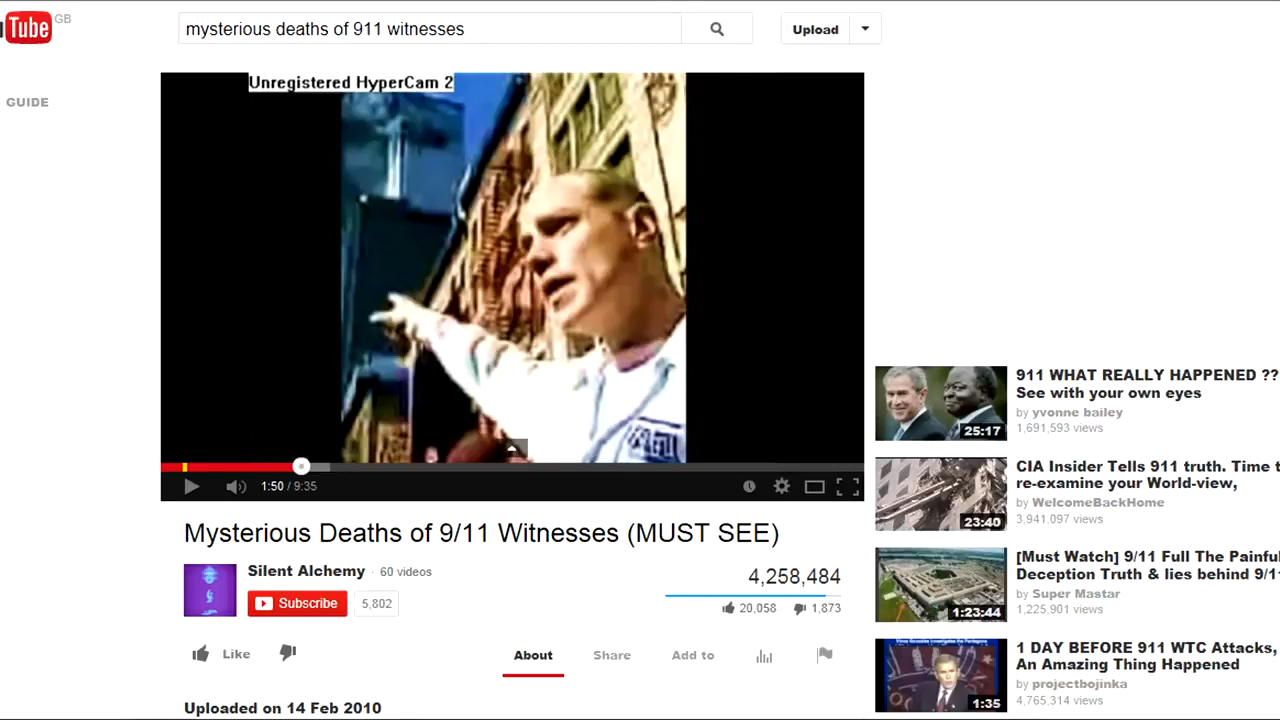 Tube GB
mysterious deaths of 911 witnesses
Upload
GUIDE
Unregistered HyperCam 2
1:50 / 9:35
Mysterious Deaths of 9/11 Witnesses (MUST SEE)
Silent Alchemy · 60 videos
Subscribe 5,802
4,258,484
20,058 1,873
Like
About Share Add to
Uploaded on 14 Feb 2010
911 WHAT REALLY HAPPENED ??
See with your own eyes
by yvonne bailey
1,691,593 views
25:17
CIA Insider Tells 911 truth. Time t
re-examine your World-view,
by WelcomeBackHome
3,941,097 views
23:40
[Must Watch] 9/11 Full The Painfu
Deception Truth & lies behind 9/1
by Super Mastar
1,225,901 views
1:23:44
1 DAY BEFORE 911 WTC Attacks,
An Amazing Thing Happened
by projectbojinka
4,765,314 views
1:35